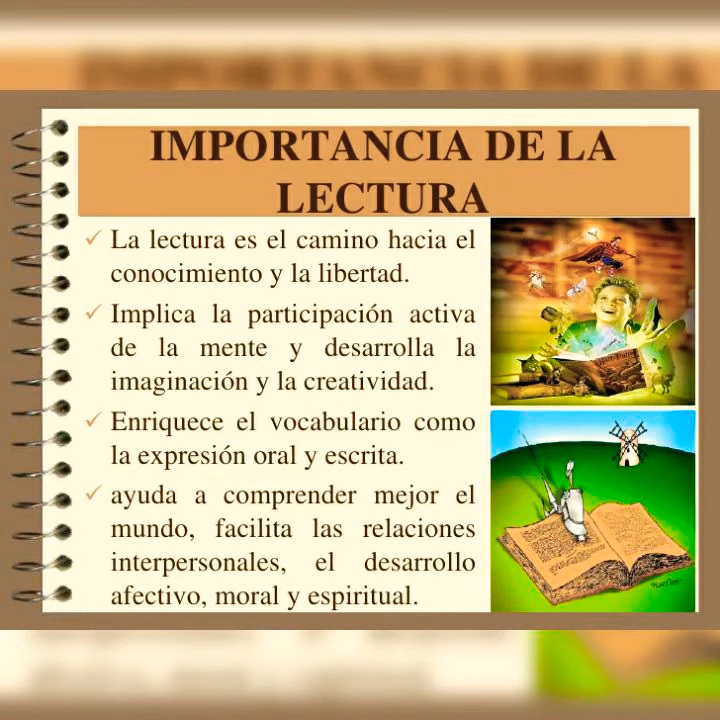 IMPORTANCIA DE LA
LECTURA
La lectura es el camino hacia el
conocimiento y la libertad.
Implica la participación activa
de la mente y desarrolla la
imaginación y la creatividad.
Enriquece el vocabulario como
la expresión oral y escrita.
ayuda a comprender mejor el
mundo, facilita las relaciones
interpersonales, el desarrollo
afectivo, moral y espiritual.